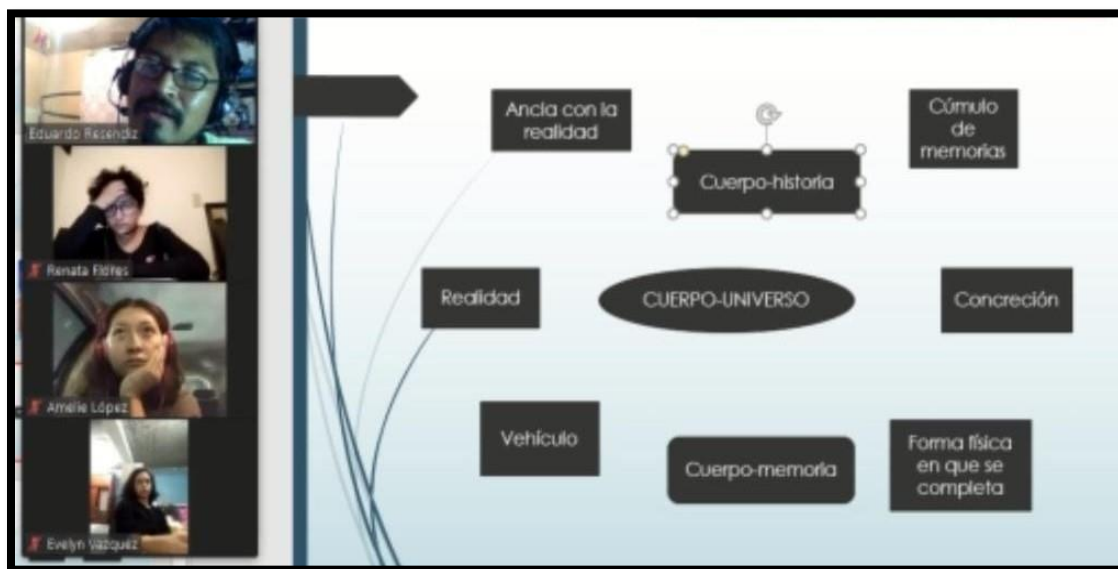 Eduardo Resendiz
Renata Flores
Amelie López
Evelyn Vazquez
Ancla con la
realidad
Cuerpo-historia
Cúmulo
de
memorias
Realidad
CUERPO-UNIVERSO
Concreción
Vehículo
Cuerpo-memoria
Forma física
en que se
completa